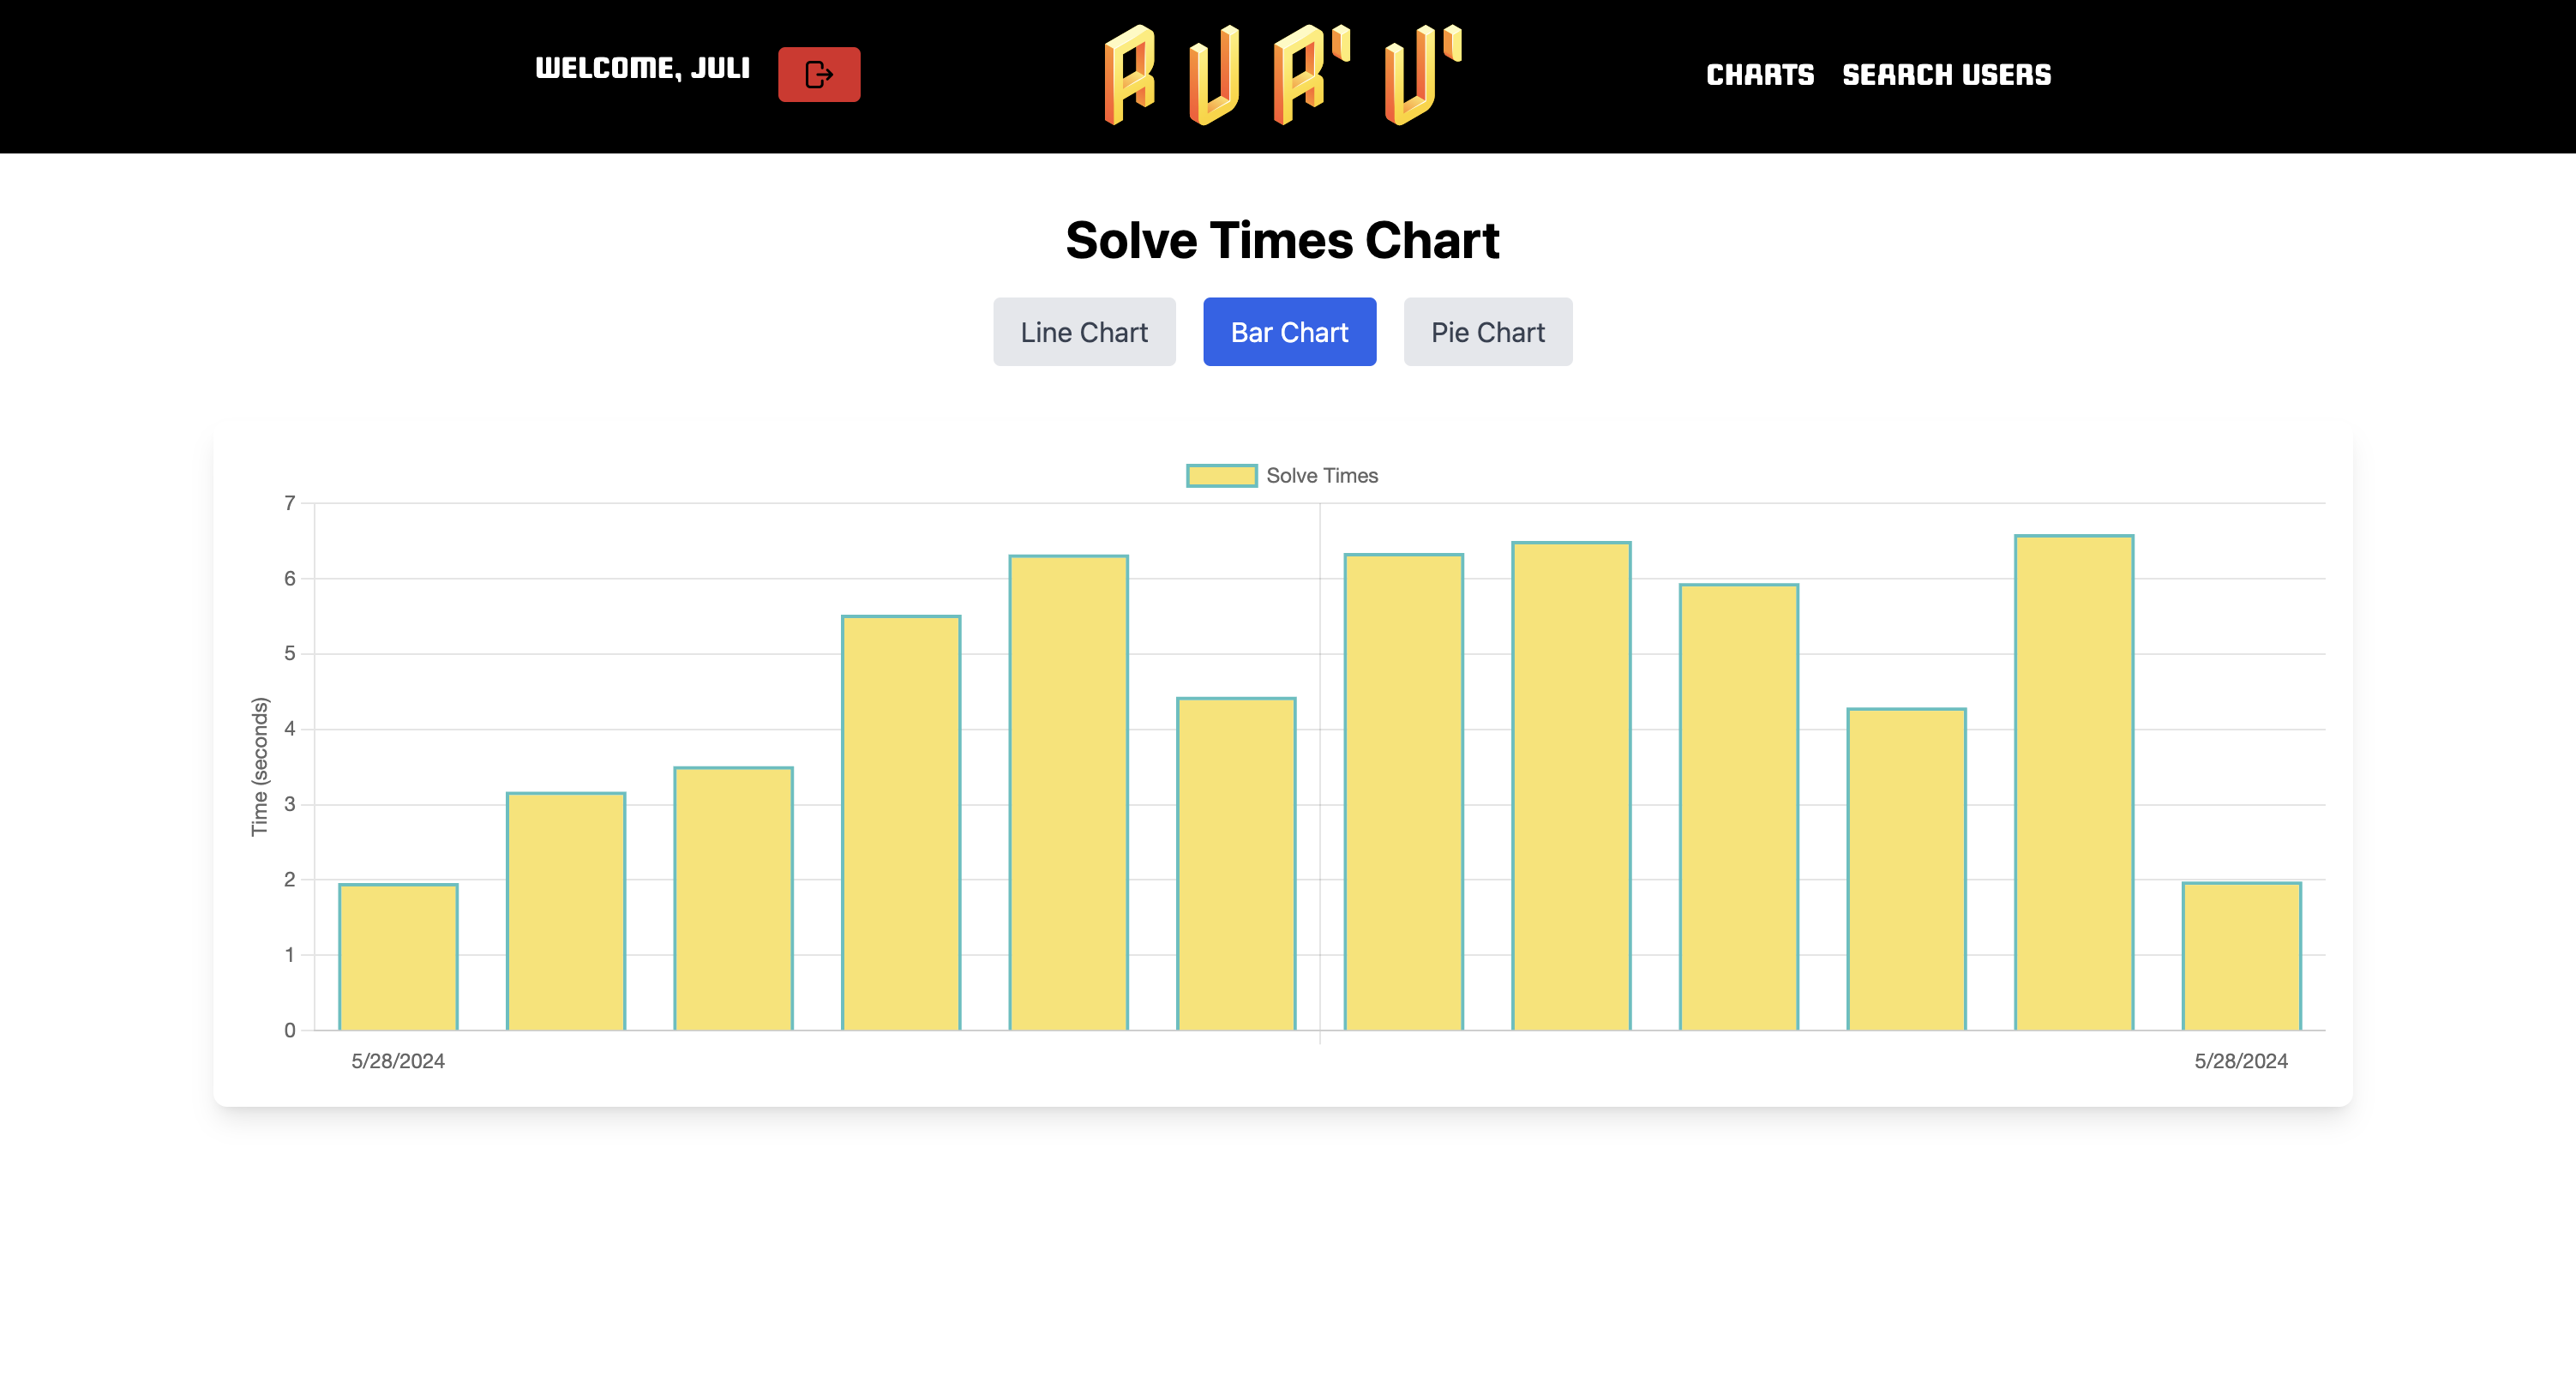 WELCOME, JULI
R U R' U'
CHARTS
SEARCH USERS
Solve Times Chart
Line Chart
Bar Chart
Pie Chart
Solve Times
Time (seconds)
7
6
5
4
3
2
1
0
5/28/2024
5/28/2024